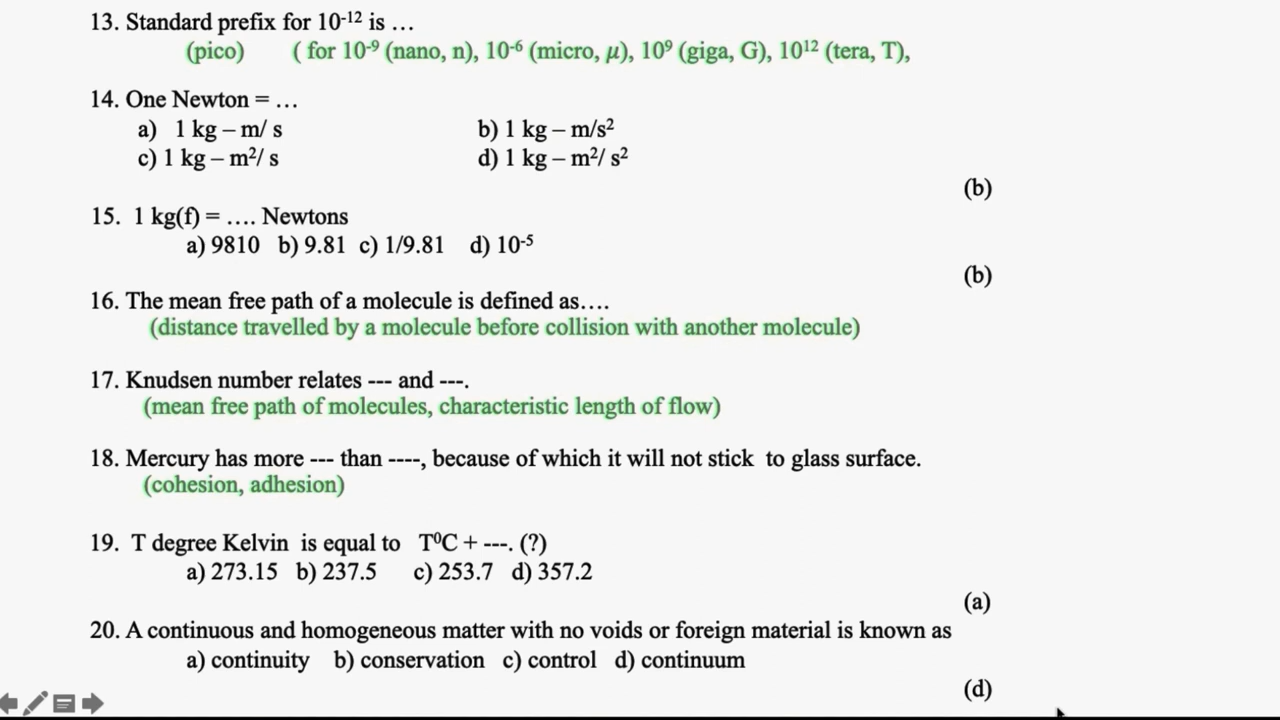 13. Standard prefix for 10⁻¹² is …
(pico) ( for 10⁻⁹ (nano, n), 10⁻⁶ (micro, μ), 10⁹ (giga, G), 10¹² (tera, T),
14. One Newton = …
a) 1 kg – m/ s b) 1 kg – m/s²
c) 1 kg – m²/ s d) 1 kg – m²/ s²
(b)
15. 1 kg(f) = …. Newtons
a) 9810 b) 9.81 c) 1/9.81 d) 10⁻⁵
(b)
16. The mean free path of a molecule is defined as….
(distance travelled by a molecule before collision with another molecule)
17. Knudsen number relates --- and ---.
(mean free path of molecules, characteristic length of flow)
18. Mercury has more --- than ----, because of which it will not stick to glass surface.
(cohesion, adhesion)
19. T degree Kelvin is equal to T⁰C + ---. (?)
a) 273.15 b) 237.5 c) 253.7 d) 357.2
(a)
20. A continuous and homogeneous matter with no voids or foreign material is known as
a) continuity b) conservation c) control d) continuum
(d)